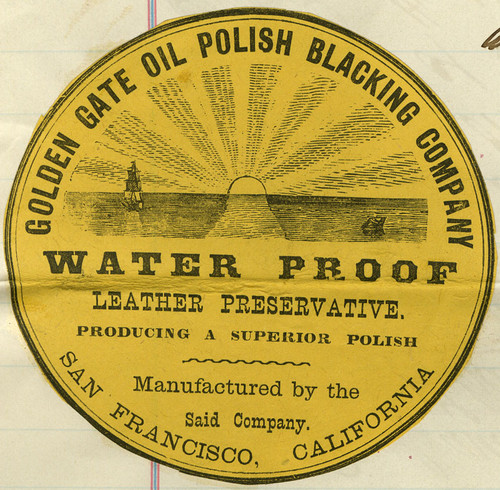 GOLDEN GATE OIL POLISH BLACKING COMPANY
WATER PROOF
LEATHER PRESERVATIVE.
PRODUCING A SUPERIOR POLISH
Manufactured by the
Said Company.
SAN FRANCISCO, CALIFORNIA